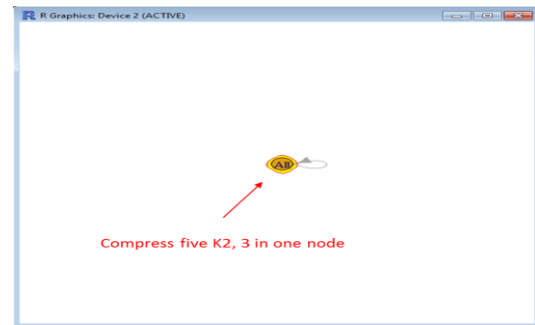 R Graphics: Device 2 (ACTIVE)
All
Compress five K2, 3 in one node